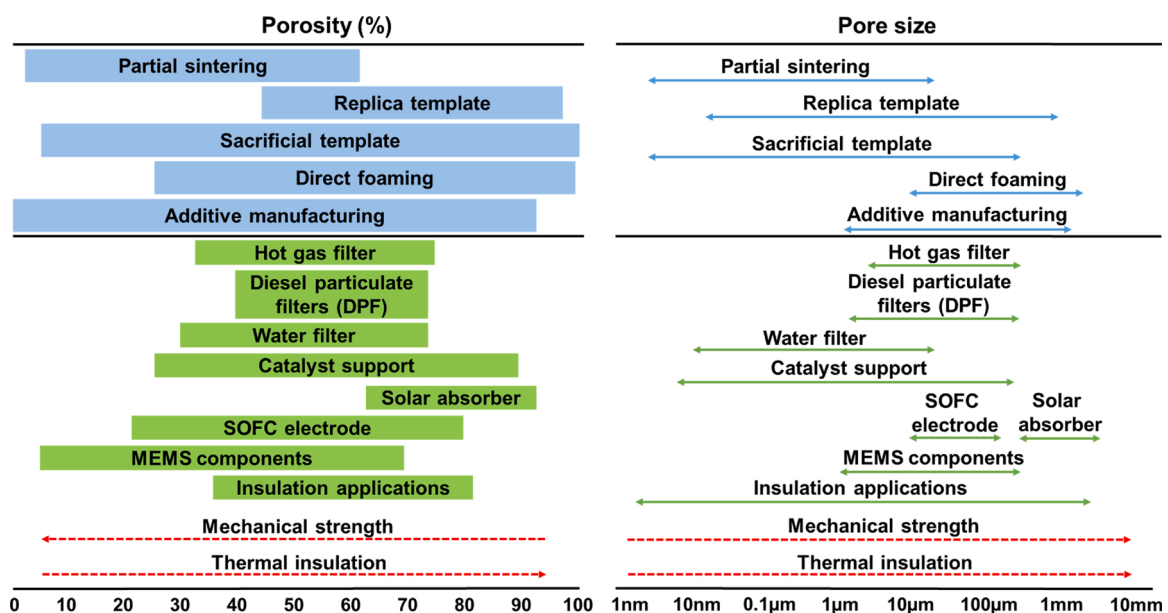 Porosity (%)
Partial sintering
Replica template
Sacrificial template
Direct foaming
Additive manufacturing
Hot gas filter
Diesel particulate
filters (DPF)
Water filter
Catalyst support
Solar absorber
SOFC electrode
MEMS components
Insulation applications
Mechanical strength
Thermal insulation
0 10 20 30 40 50 60 70 80 90 100
Pore size
Partial sintering
Replica template
Sacrificial template
Direct foaming
Additive manufacturing
Hot gas filter
Diesel particulate
filters (DPF)
Water filter
Catalyst support
SOFC
electrode
Solar
absorber
MEMS components
Insulation applications
Mechanical strength
Thermal insulation
1nm 10nm 0.1μm 1μm 10μm 100μm 1mm 10mm